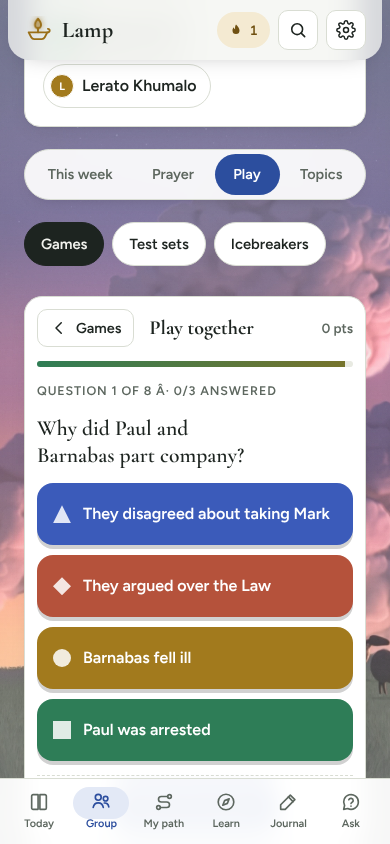 Lamp
1
L
Lerato Khumalo
This week
Prayer
Play
Topics
Games
Test sets
Icebreakers
Games
Play together
0 pts
QUESTION 1 OF 8 Â· 0/3 ANSWERED
Why did Paul and
Barnabas part company?
They disagreed about taking Mark
They argued over the Law
Barnabas fell ill
Paul was arrested
Today
Group
My path
Learn
Journal
Ask